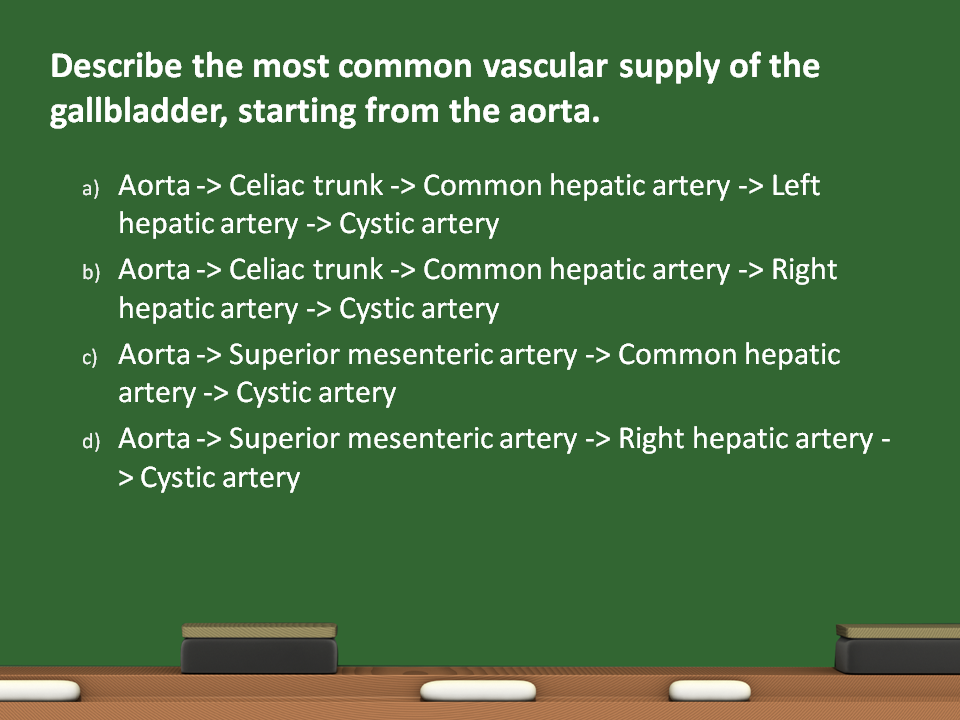 Describe the most common vascular supply of the
gallbladder, starting from the aorta.
a) Aorta -> Celiac trunk -> Common hepatic artery -> Left
hepatic artery -> Cystic artery
b) Aorta -> Celiac trunk -> Common hepatic artery -> Right
hepatic artery -> Cystic artery
c) Aorta -> Superior mesenteric artery -> Common hepatic
artery -> Cystic artery
d) Aorta -> Superior mesenteric artery -> Right hepatic artery -
> Cystic artery